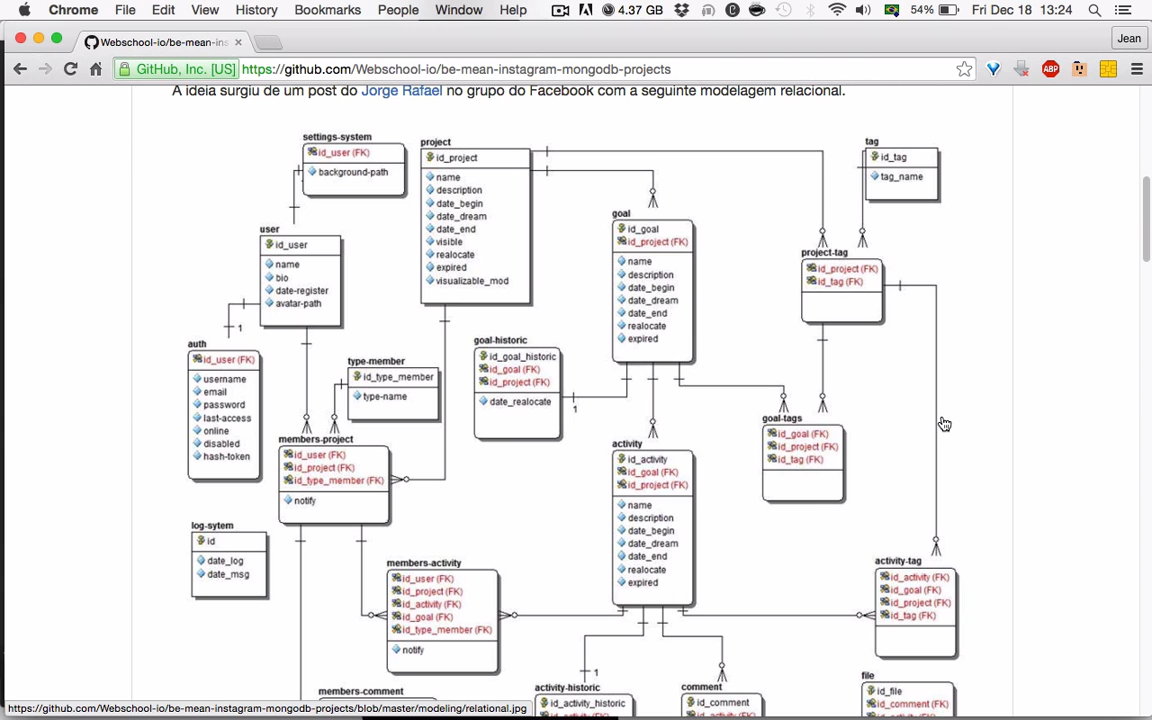 Chrome File Edit View History Bookmarks People Window Help 4.37 GB 54% Fri Dec 18 13:24
Webschool-io/be-mean-ins
Jean
GitHub, Inc. [US] https://github.com/Webschool-io/be-mean-instagram-mongodb-projects
A ideia surgiu de um post do Jorge Rafael no grupo do Facebook com a seguinte modelagem relacional.
settings-system
id_user (FK)
background-path
project
id_project
name
description
date_begin
date_dream
date_end
visible
realocate
expired
visualizable_mod
tag
id_tag
tag_name
user
id_user
name
bio
date-register
avatar-path
goal
id_goal
id_project (FK)
name
description
date_begin
date_dream
date_end
realocate
expired
project-tag
id_project (FK)
id_tag (FK)
1
auth
id_user (FK)
username
email
password
last-access
online
disabled
hash-token
type-member
id_type_member
type-name
goal-historic
id_goal_historic
id_goal (FK)
id_project (FK)
date_realocate
1
goal-tags
id_goal (FK)
id_project (FK)
id_tag (FK)
members-project
id_user (FK)
id_project (FK)
id_type_member (FK)
notify
activity
id_activity
id_goal (FK)
id_project (FK)
name
description
date_begin
date_dream
date_end
realocate
expired
log-sytem
id
date_log
date_msg
members-activity
id_user (FK)
id_project (FK)
id_activity (FK)
id_goal (FK)
id_type_member (FK)
notify
activity-tag
id_activity (FK)
id_goal (FK)
id_project (FK)
id_tag (FK)
1
members-comment
activity-historic
id_activity_historic
comment
id_comment
id_activity (FK)
file
id_file
id_comment (FK)
https://github.com/Webschool-io/be-mean-instagram-mongodb-projects/blob/master/modeling/relational.jpg